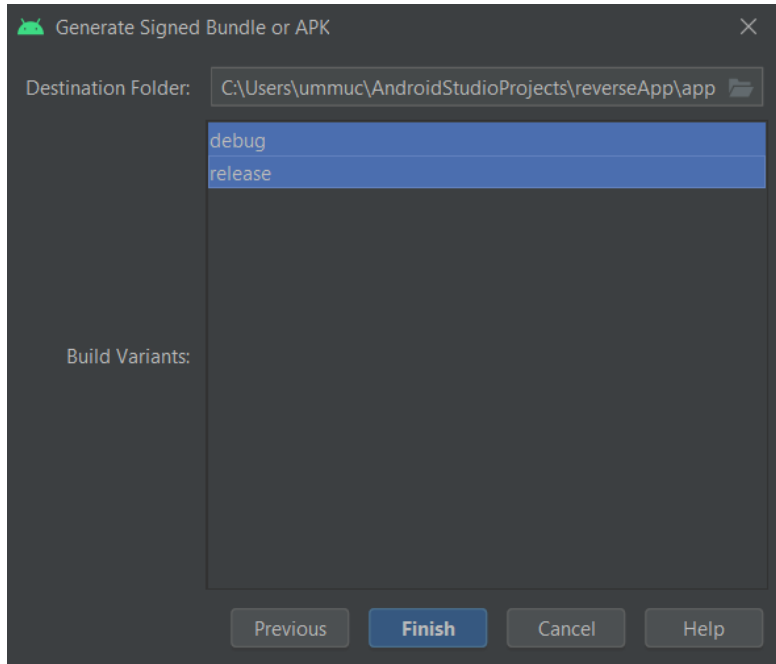 Generate Signed Bundle or APK
Destination Folder: C:\Users\ummuc\AndroidStudioProjects\reverseApp\app
debug
release
Build Variants:
Previous Finish Cancel Help